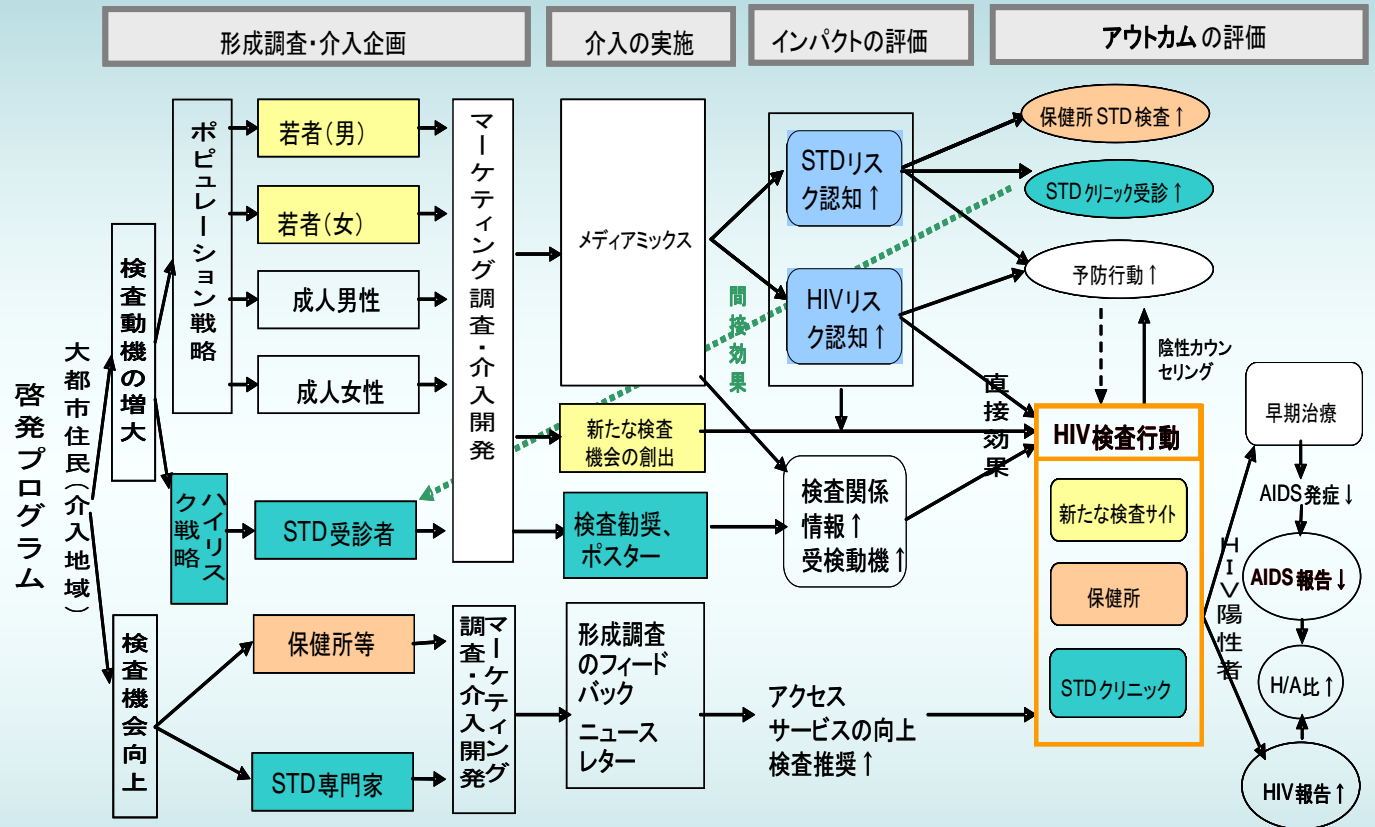 形成調査・介入企画
介入の実施
インパクトの評価
アウトカムの評価
啓発プログラム
大都市住民(介入地域)
検査動機の増大
検査機会向上
ポピュレーション戦略
ハイリス
ク戦略
若者(男)
若者(女)
成人男性
成人女性
STD受診者
保健所等
STD専門家
マーケティング調査・介入開発
マーケティング
調査・介入開発
メディアミックス
新たな検査
機会の創出
検査勧奨、
ポスター
形成調査
のフィード
バック
ニュース
レター
STDリス
ク認知↑
HIVリス
ク認知↑
間接効果
直接効果
検査関係
情報↑
受検動機↑
アクセス
サービスの向上
検査推奨↑
保健所STD検査↑
STDクリニック受診↑
予防行動↑
陰性カウン
セリング
HIV検査行動
新たな検査サイト
保健所
STDクリニック
HIV陽性者
早期治療
AIDS発症↓
AIDS報告↓
H/A比↑
HIV報告↑